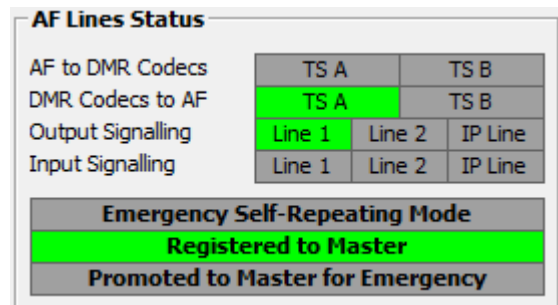 AF Lines Status
AF to DMR Codecs TS A TS B
DMR Codecs to AF TS A TS B
Output Signalling Line 1 Line 2 IP Line
Input Signalling Line 1 Line 2 IP Line
Emergency Self-Repeating Mode
Registered to Master
Promoted to Master for Emergency